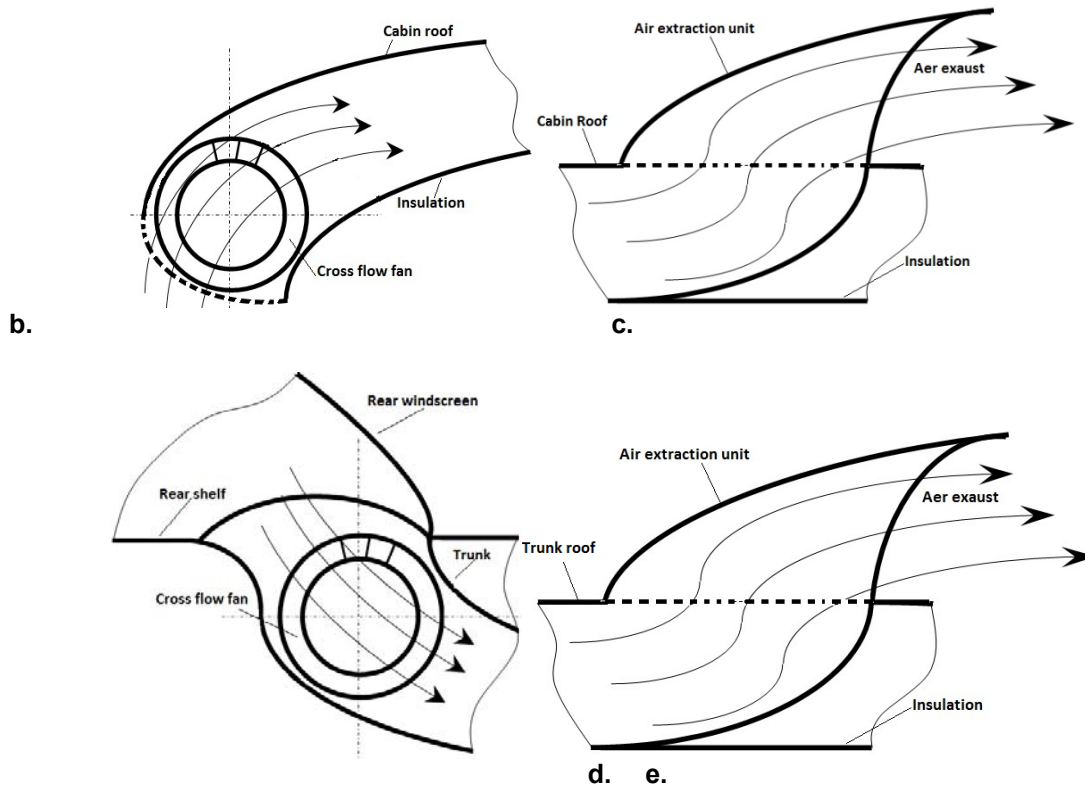 Cabin roof
Insulation
Cross flow fan
b.
Air extraction unit
Aer exaust
Cabin Roof
Insulation
c.
Rear windscreen
Rear shelf
Trunk
Cross flow fan
Air extraction unit
Aer exaust
Trunk roof
Insulation
d. e.